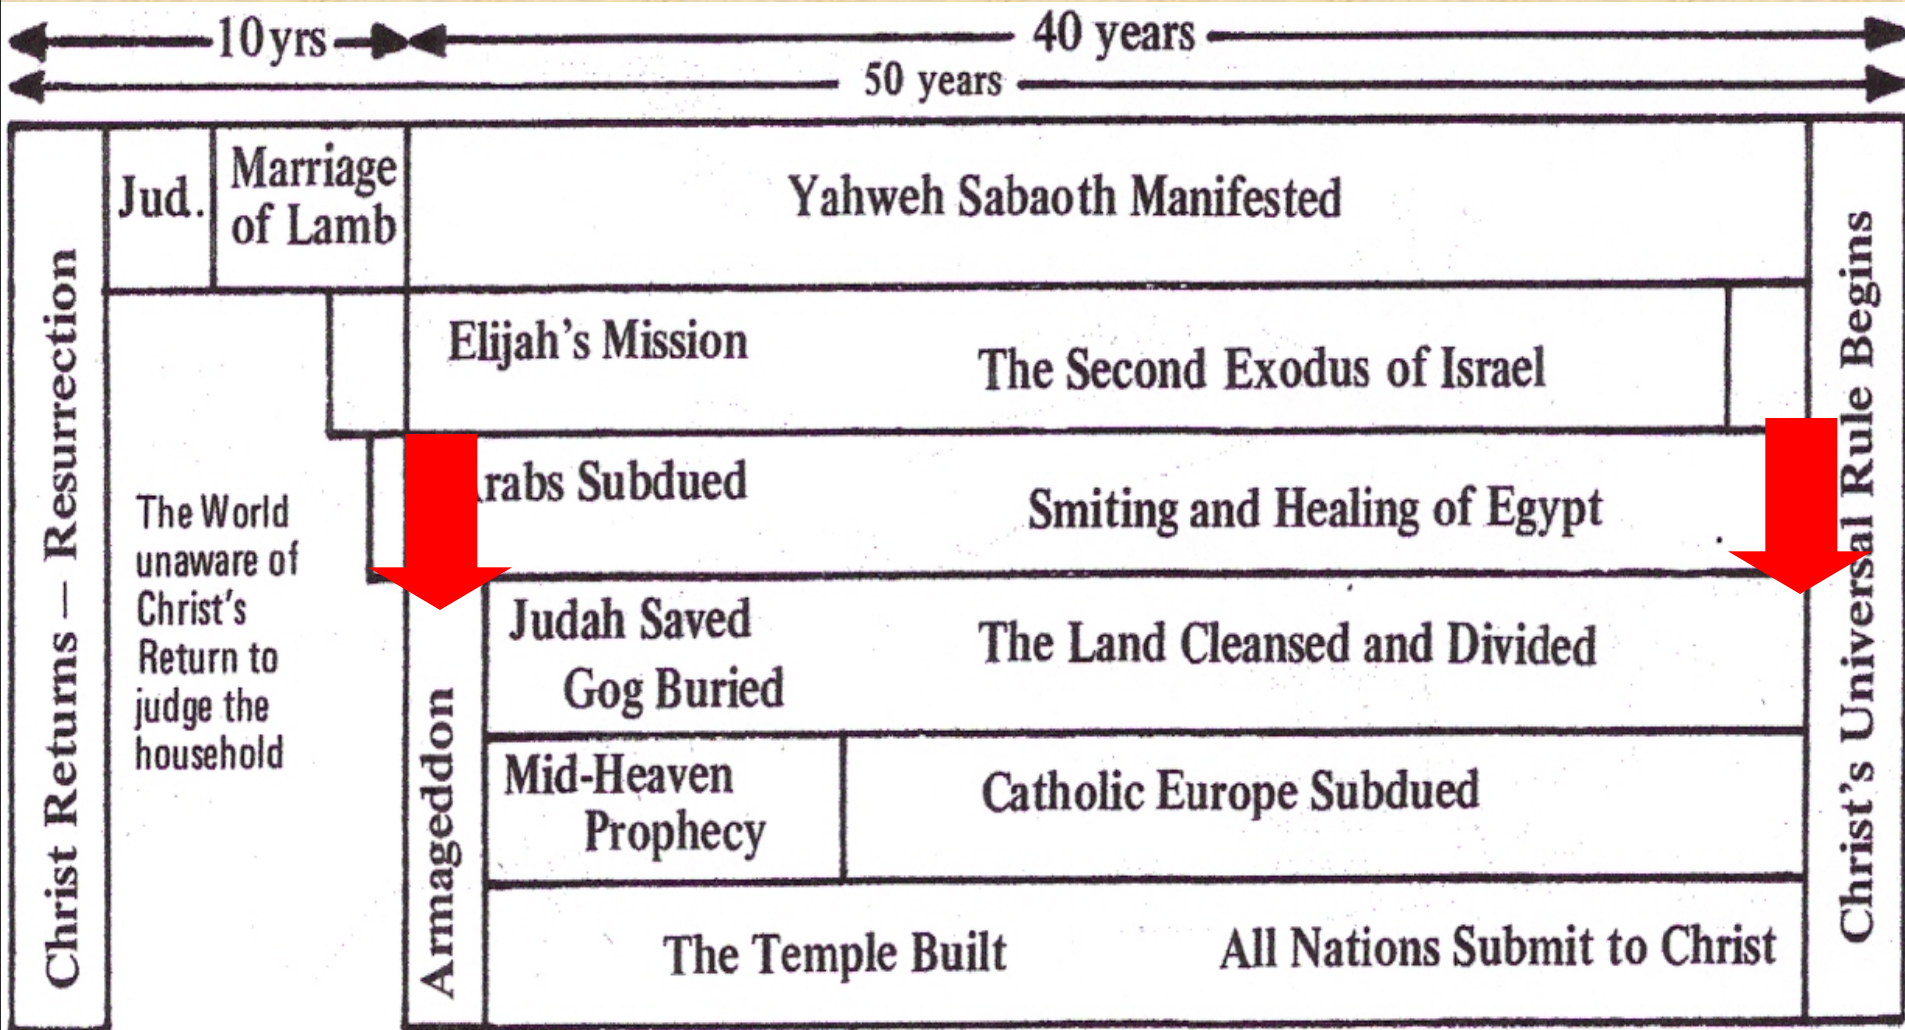 10yrs
40 years
50 years
Christ Returns – Resurrection
Jud.
Marriage
of Lamb
Yahweh Sabaoth Manifested
Elijah's Mission
The Second Exodus of Israel
rabs Subdued
Smiting and Healing of Egypt
The World
unaware of
Christ's
Return to
judge the
household
Armageddon
Judah Saved
Gog Buried
The Land Cleansed and Divided
Mid-Heaven
Prophecy
Catholic Europe Subdued
The Temple Built
All Nations Submit to Christ
Christ's Universal Rule Begins